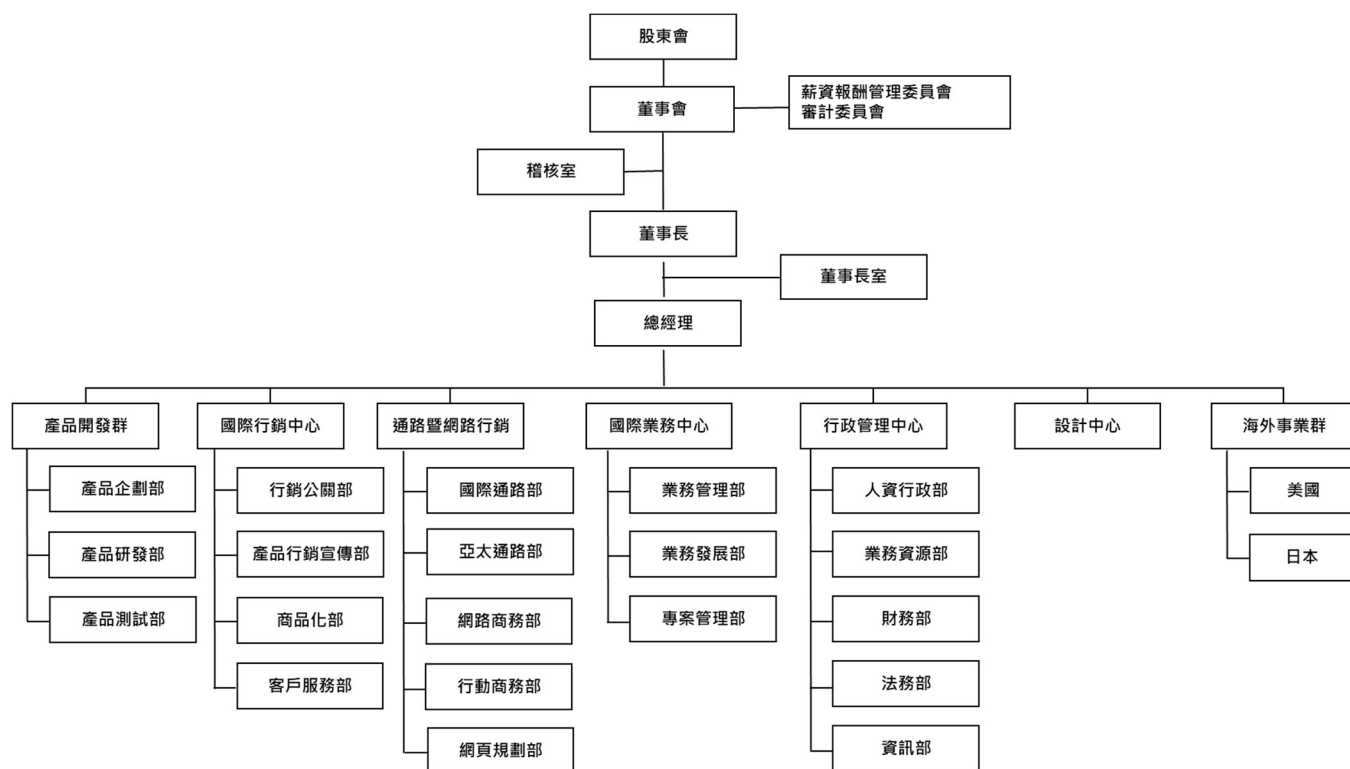 股東會
董事會
薪資報酬管理委員會
審計委員會
稽核室
董事長
董事長室
總經理
產品開發群
產品企劃部
產品研發部
產品測試部
國際行銷中心
行銷公關部
產品行銷宣傳部
商品化部
客戶服務部
通路暨網路行銷
國際通路部
亞太通路部
網路商務部
行動商務部
網頁規劃部
國際業務中心
業務管理部
業務發展部
專案管理部
行政管理中心
人資行政部
業務資源部
財務部
法務部
資訊部
設計中心
海外事業群
美國
日本